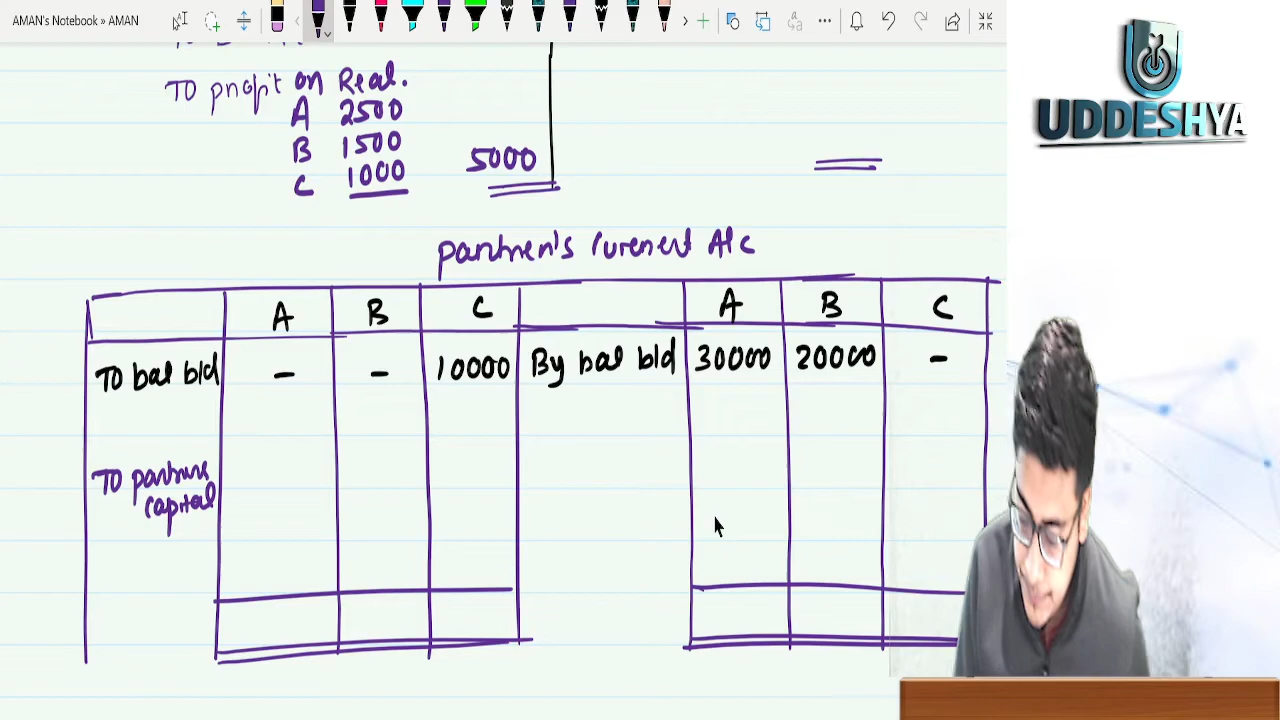 AMAN's Notebook » AMAN
UDDESHYA
To profit on Real.
A 2500
B 1500
C 1000 5000
Partner's Current A/c
A B C A B C
To bal b/d - - 10000 By bal b/d 30000 20000 -
To partners
capital